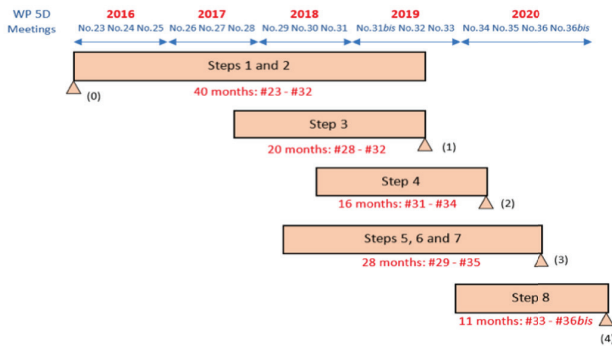 WP 5D 2016 2017 2018 2019 2020
Meetings No.23 No.24 No.25 No.26 No.27 No.28 No.29 No.30 No.31 No.31bis No.32 No.33 No.34 No.35 No.36 No.36bis
Steps 1 and 2
(0)
40 months: #23 - #32
Step 3
20 months: #28 - #32
(1)
Step 4
16 months: #31 - #34
(2)
Steps 5, 6 and 7
28 months: #29 - #35
(3)
Step 8
11 months: #33 - #36bis
(4)